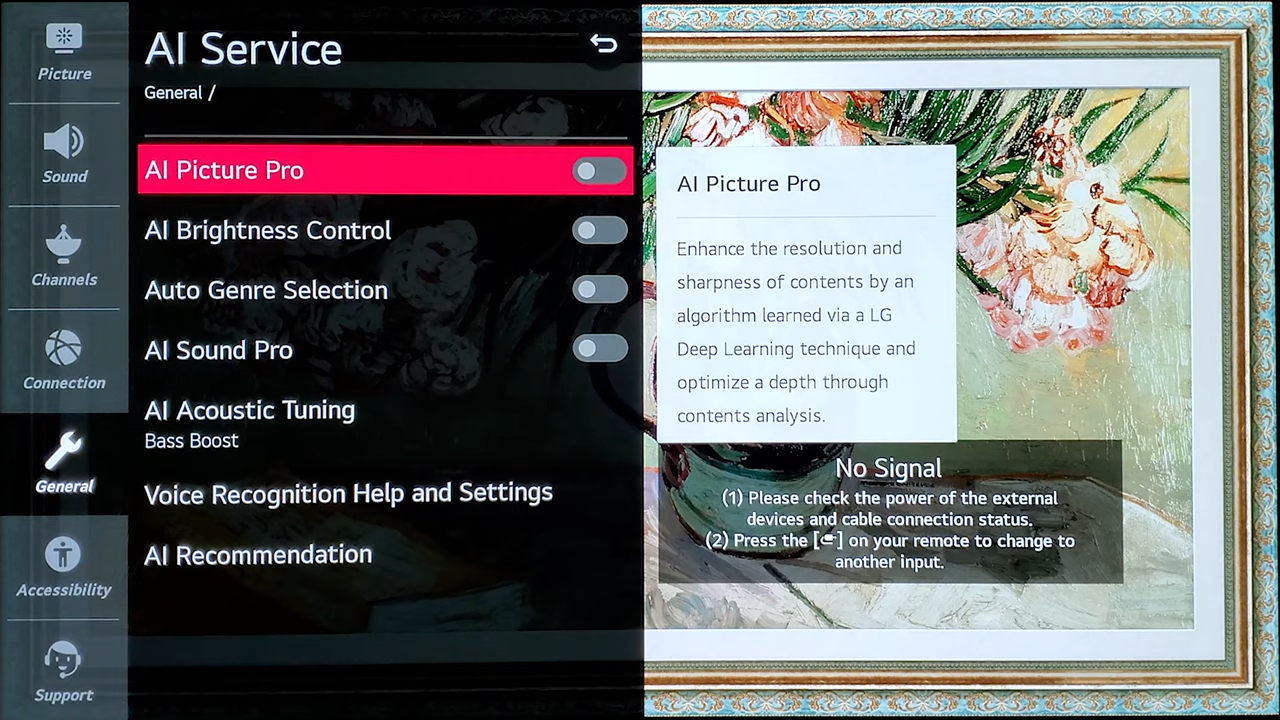 Picture
Sound
Channels
Connection
General
Accessibility
Support
AI Service
General /
AI Picture Pro
AI Brightness Control
Auto Genre Selection
AI Sound Pro
AI Acoustic Tuning
Bass Boost
Voice Recognition Help and Settings
AI Recommendation
AI Picture Pro
Enhance the resolution and
sharpness of contents by an
algorithm learned via a LG
Deep Learning technique and
optimize a depth through
contents analysis.
No Signal
(1) Please check the power of the external
devices and cable connection status.
(2) Press the [ ] on your remote to change to
another input.